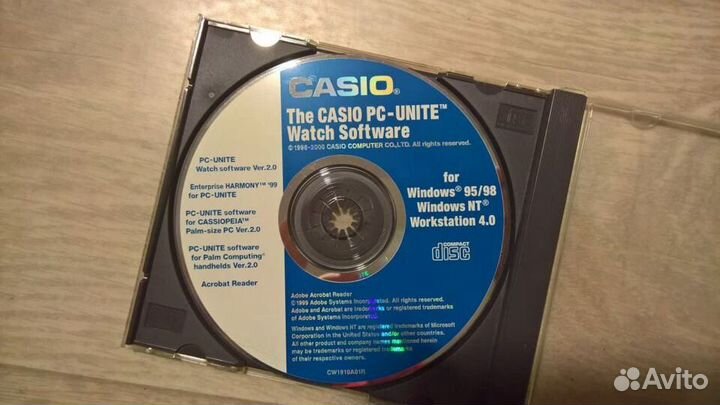 CASIO®
The CASIO PC-UNITE™
Watch Software
©1998-2000 CASIO COMPUTER CO.,LTD. All rights reserved.
for
Windows® 95/98
Windows NT®
Workstation 4.0
COMPACT
disc
PC-UNITE
Watch software Ver.2.0
Enterprise HARMONY™ '99
for PC-UNITE
PC-UNITE software
for CASSIOPEIA™
Palm-size PC Ver.2.0
PC-UNITE software
for Palm Computing®
handhelds Ver.2.0
Acrobat Reader
Adobe Acrobat Reader
©1999 Adobe Systems Incorporated. All rights reserved.
Adobe and Acrobat are trademarks or registered trademarks
of Adobe Systems Incorporated.
Windows and Windows NT are registered trademarks of Microsoft
Corporation in the United States and/or other countries.
All other product and company names mentioned herein
may be trademarks or registered trademarks
of their respective owners.
Avito